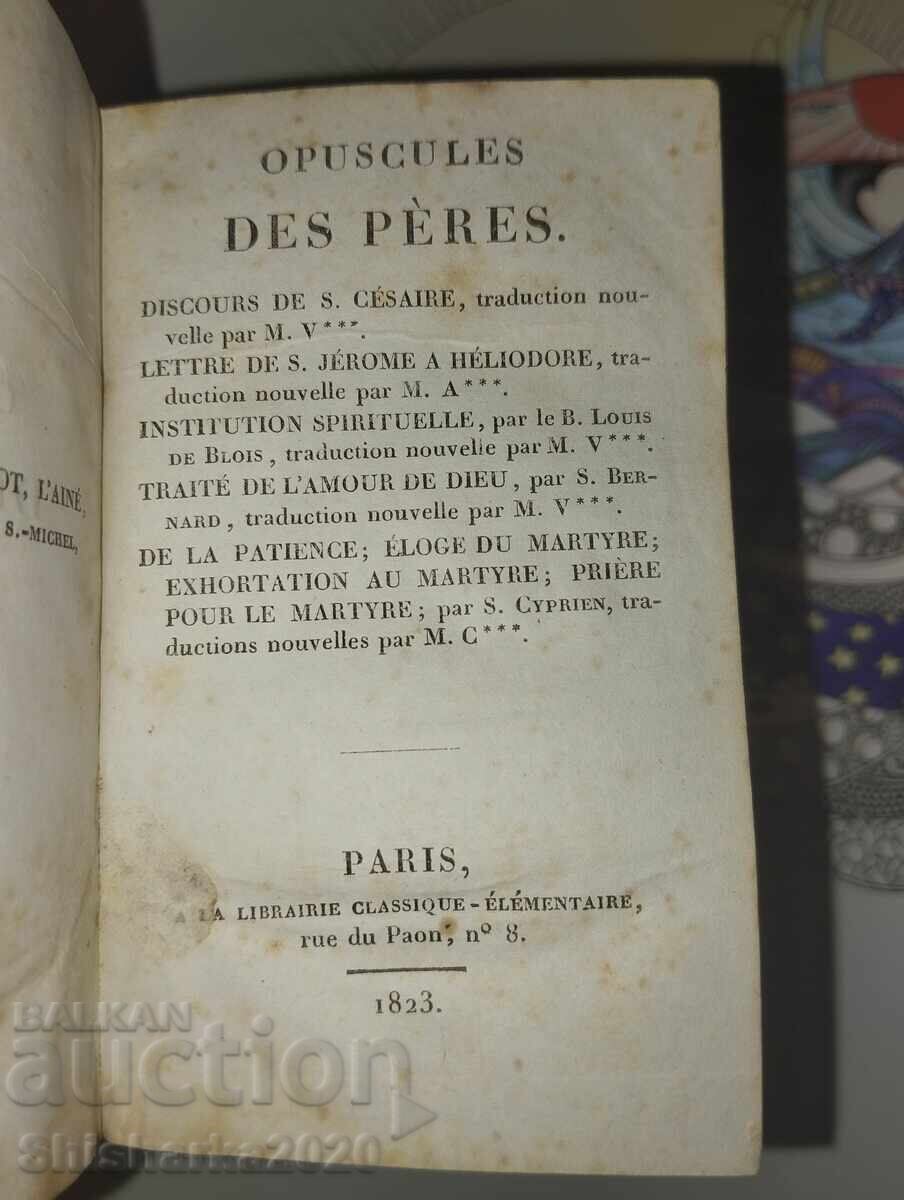 OT, L'AINÉ,
S.-MICHEL,
OPUSCULES
DES PÈRES.
DISCOURS DE S. CÉSAIRE, traduction nou-
velle par M. V***.
LETTRE DE S. JÉROME A HÉLIODORE, tra-
duction nouvelle par M. A***.
INSTITUTION SPIRITUELLE, par le B. LOUIS
DE BLOIS, traduction nouvelle par M. V***.
TRAITÉ DE L'AMOUR DE DIEU, par S. BER-
NARD, traduction nouvelle par M. V***.
DE LA PATIENCE; ÉLOGE DU MARTYRE;
EXHORTATION AU MARTYRE; PRIÈRE
POUR LE MARTYRE; par S. CYPRIEN, tra-
ductions nouvelles par M. C***.
PARIS,
A LA LIBRAIRIE CLASSIQUE-ÉLÉMENTAIRE,
rue du Paon, nº 8.
1823.
BALKAN
auction
Shisharka2020